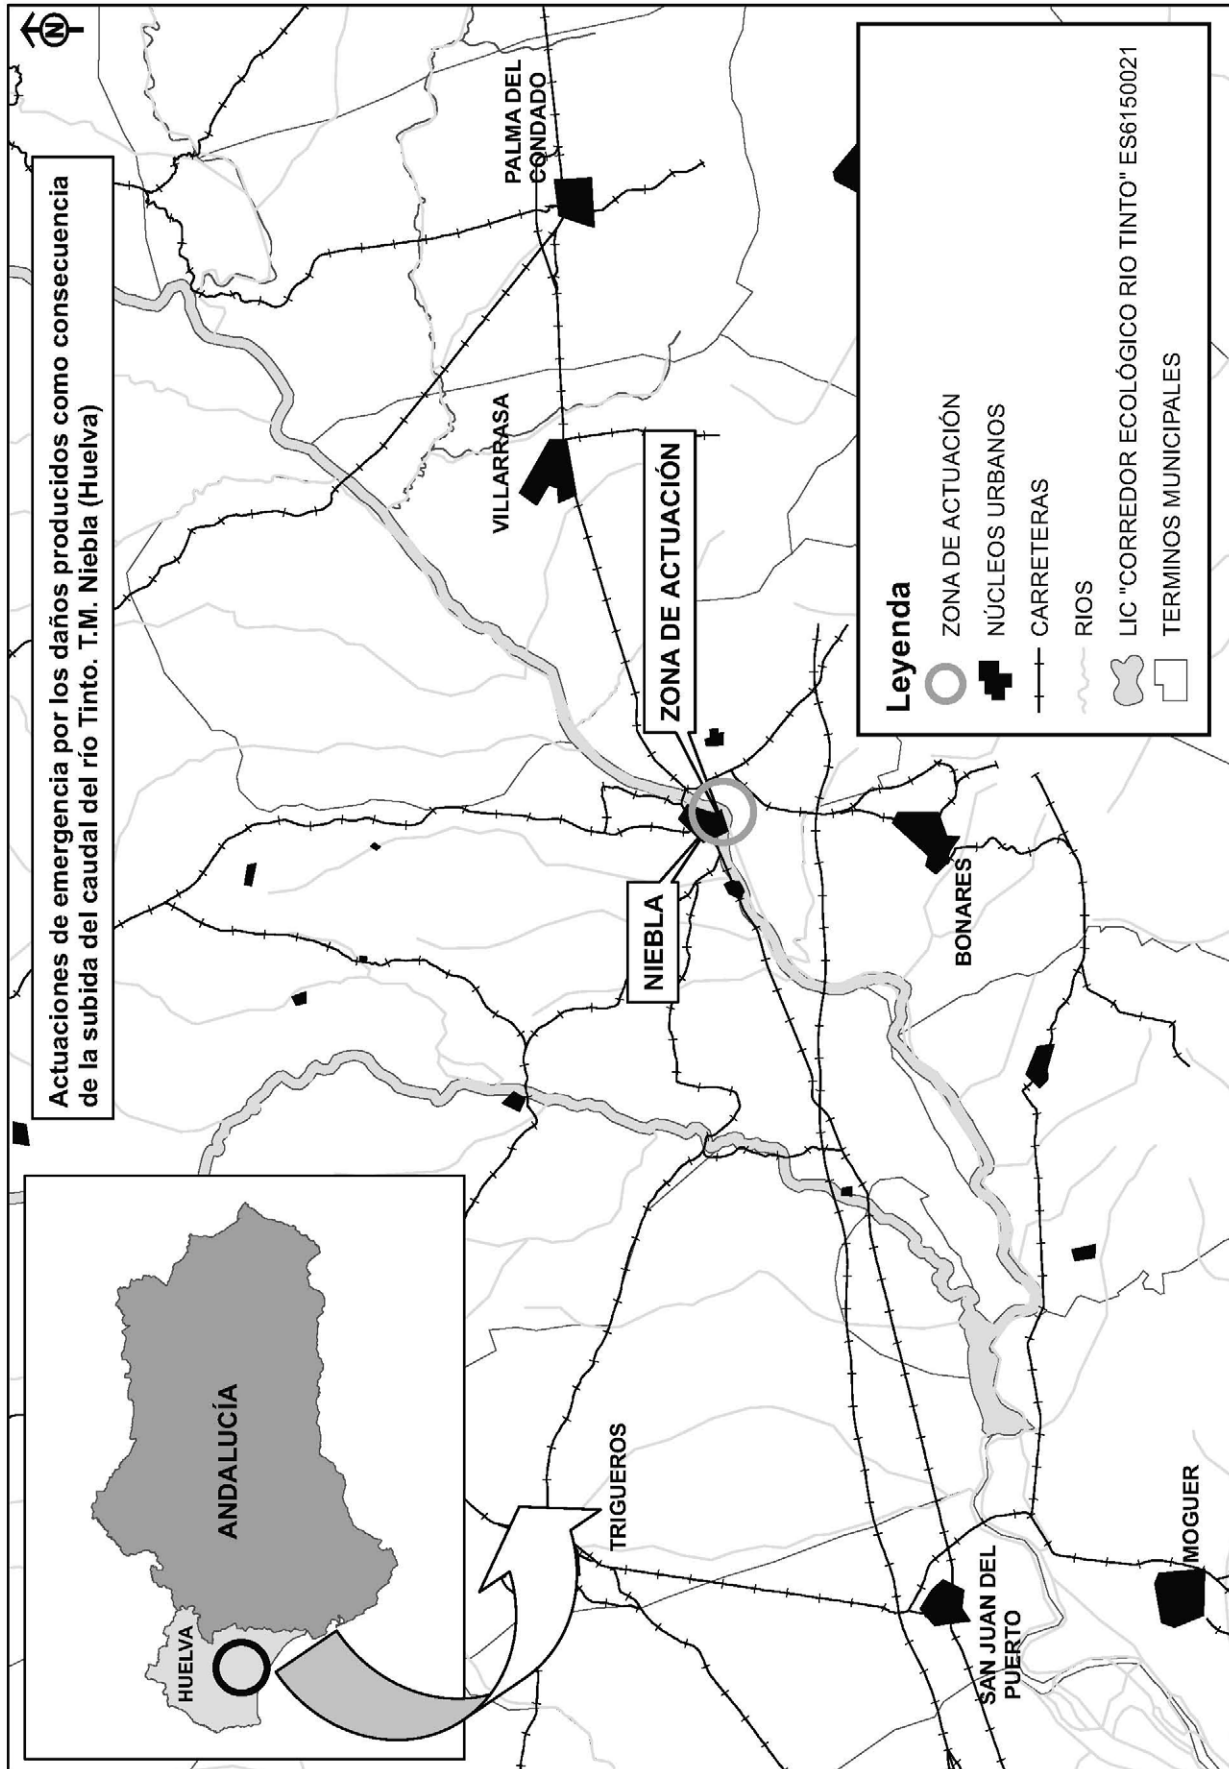 Actuaciones de emergencia por los daños producidos como consecuencia
de la subida del caudal del río Tinto. T.M. Niebla (Huelva)
N
HUELVA
ANDALUCÍA
PALMA DEL
CONDADO
VILLARRASA
ZONA DE ACTUACIÓN
NIEBLA
BONARES
TRIGUEROS
SAN JUAN DEL
PUERTO
MOGUER
Leyenda
ZONA DE ACTUACIÓN
NÚCLEOS URBANOS
CARRETERAS
RIOS
LIC "CORREDOR ECOLÓGICO RIO TINTO" ES6150021
TERMINOS MUNICIPALES